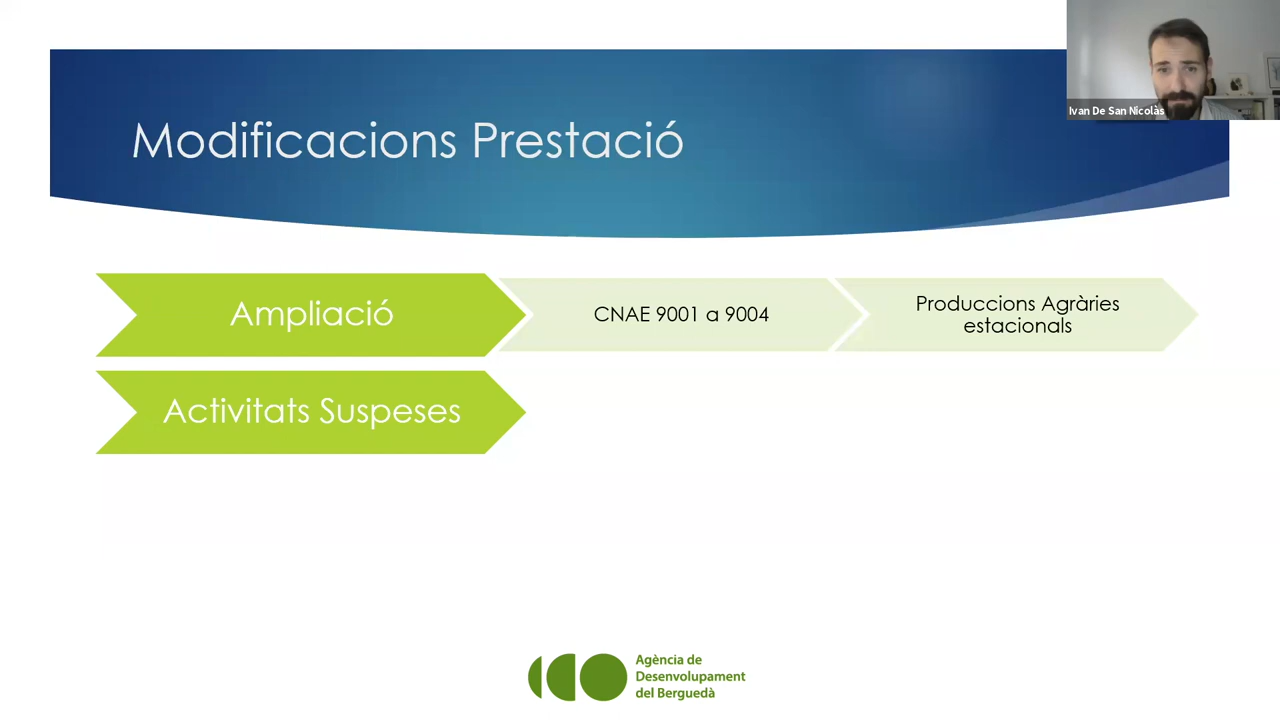 Ivan De San Nicolàs
Modificacions Prestació
Ampliació
CNAE 9001 a 9004
Produccions Agràries
estacionals
Activitats Suspeses
Agència de
Desenvolupament
del Berguedà